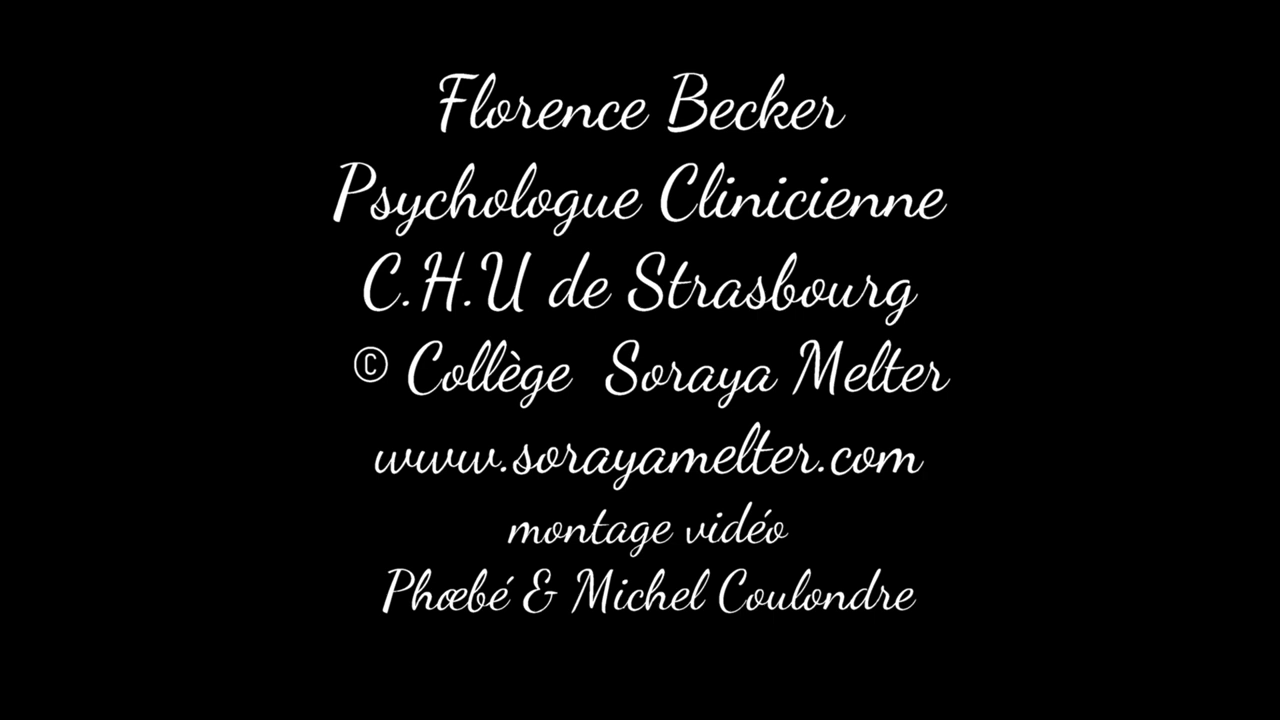 Florence Becker
Psychologue Clinicienne
C.H.U de Strasbourg
© Collège Soraya Melter
www.sorayamelter.com
montage vidéo
Phœbé & Michel Coulondre